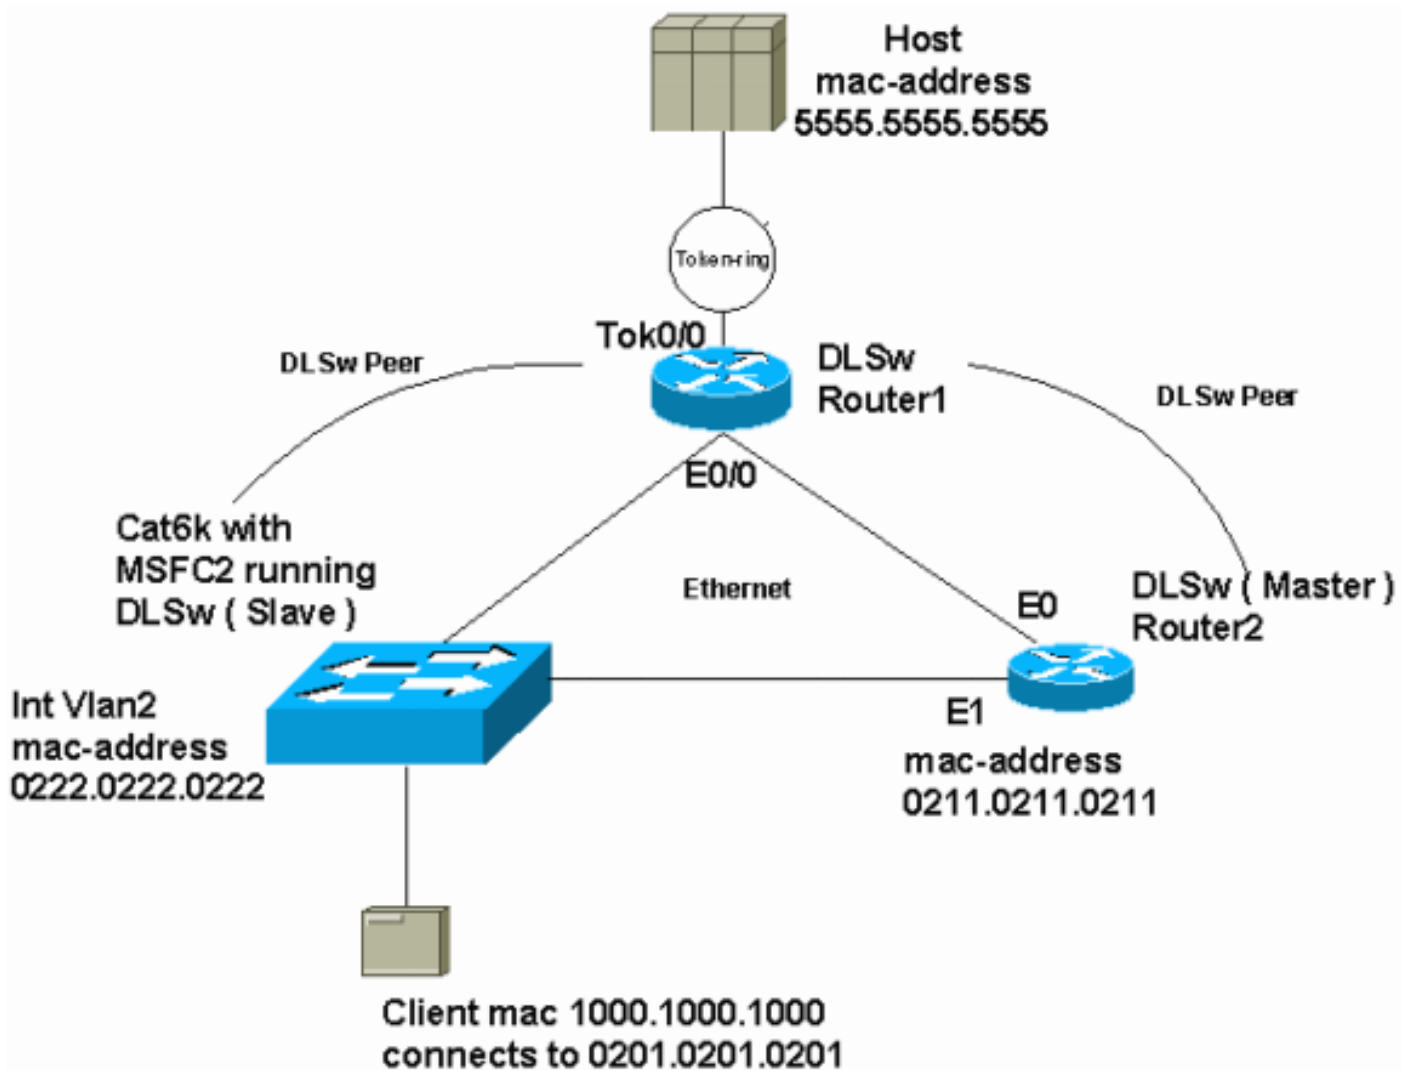 Host
mac-address
5555.5555.5555
Token-ring
Tok0/0
DLSw Peer
DLSw
Router1
DLSw Peer
E0/0
Cat6k with
MSFC2 running
DLSw ( Slave )
Ethernet
E0
DLSw ( Master )
Router2
Int Vlan2
mac-address
0222.0222.0222
E1
mac-address
0211.0211.0211
Client mac 1000.1000.1000
connects to 0201.0201.0201